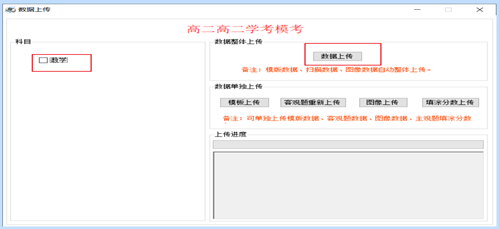 数据上传
高二高二学考模考
科目
数学
数据整体上传
数据上传
备注：模版数据、扫描数据、图像数据自动整体上传。
数据单独上传
模板上传 客观题重新上传 图像上传 填涂分数上传
备注：可单独上传模版数据、客观题数据、图像数据、主观题填涂分数
上传进度